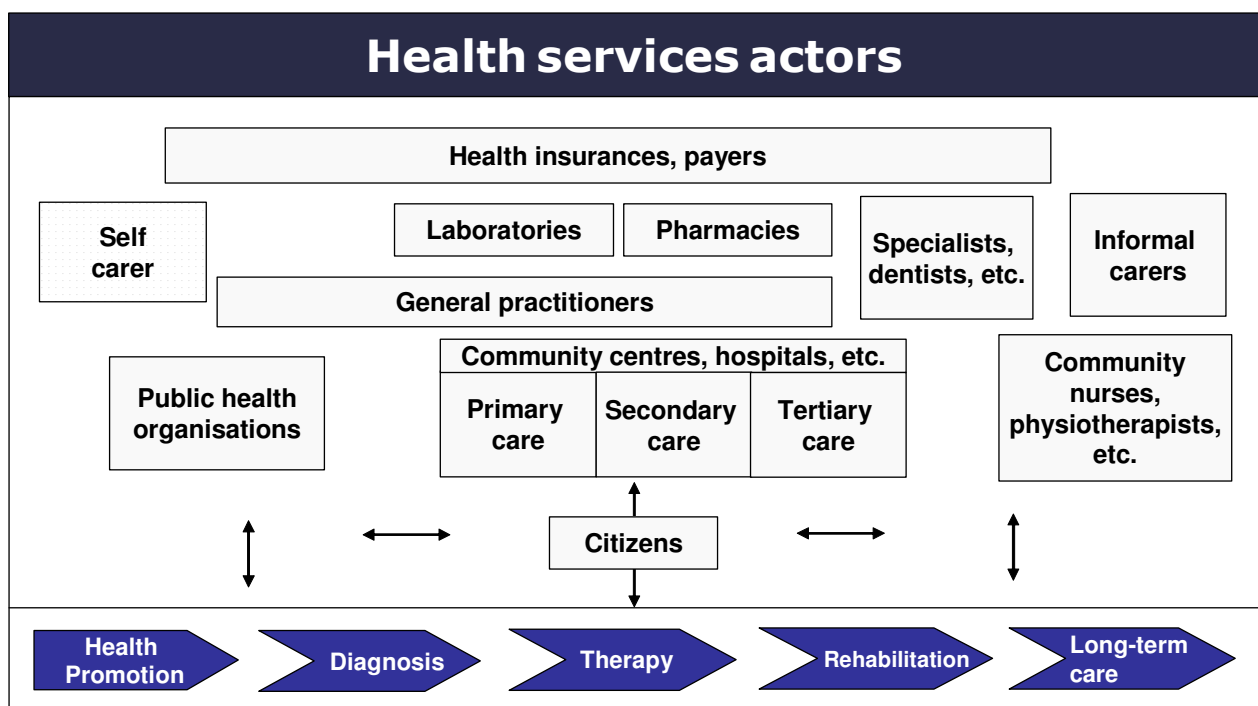 Health services actors
Health insurances, payers
Self
carer
Laboratories
Pharmacies
Specialists,
dentists, etc.
Informal
carers
General practitioners
Public health
organisations
Community centres, hospitals, etc.
Primary
care
Secondary
care
Tertiary
care
Community
nurses,
physiotherapists,
etc.
Citizens
Health
Promotion
Diagnosis
Therapy
Rehabilitation
Long-term
care